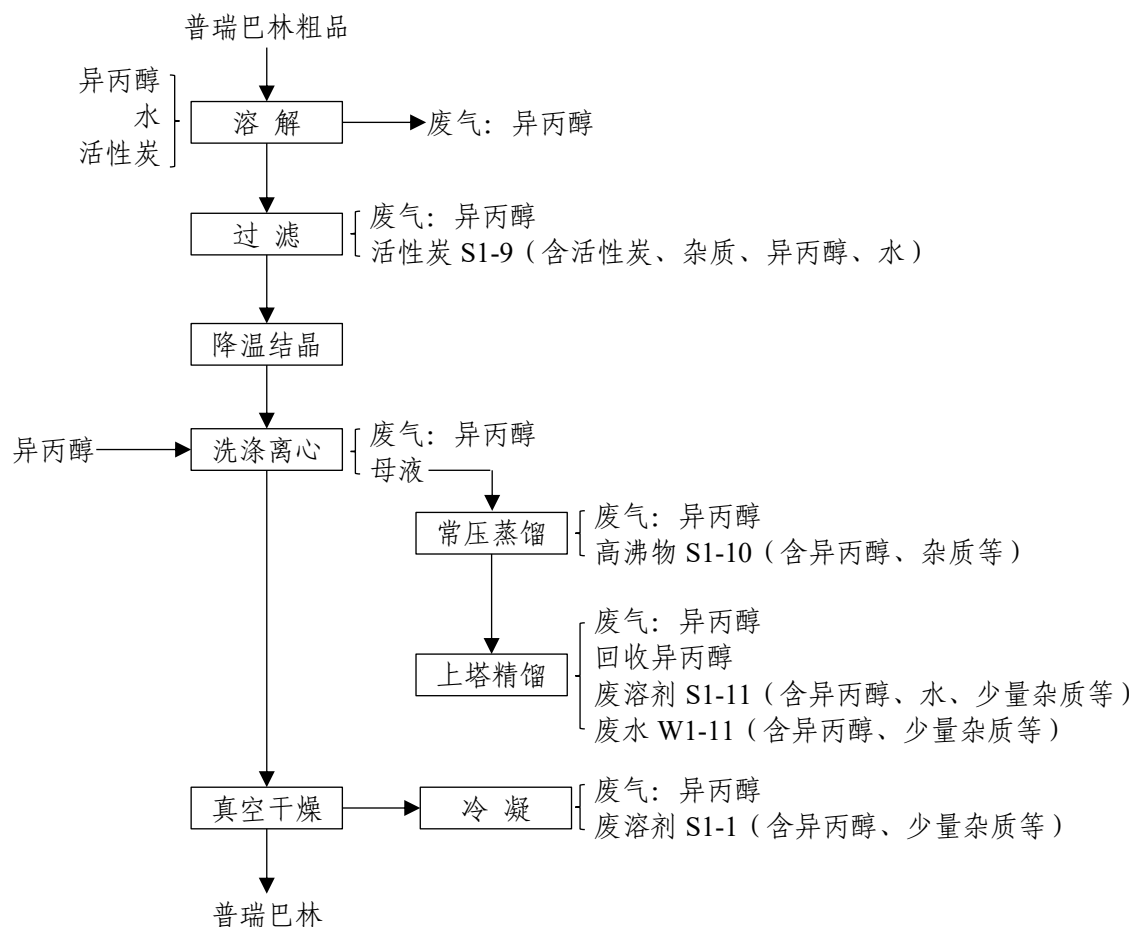 普瑞巴林粗品
异丙醇
水
活性炭
溶 解
废气：异丙醇
过 滤
废气：异丙醇
活性炭 S1-9（含活性炭、杂质、异丙醇、水）
降温结晶
异丙醇
洗涤离心
废气：异丙醇
母液
常压蒸馏
废气：异丙醇
高沸物 S1-10（含异丙醇、杂质等）
上塔精馏
废气：异丙醇
回收异丙醇
废溶剂 S1-11（含异丙醇、水、少量杂质等）
废水 W1-11（含异丙醇、少量杂质等）
真空干燥
冷 凝
废气：异丙醇
废溶剂 S1-1（含异丙醇、少量杂质等）
普瑞巴林